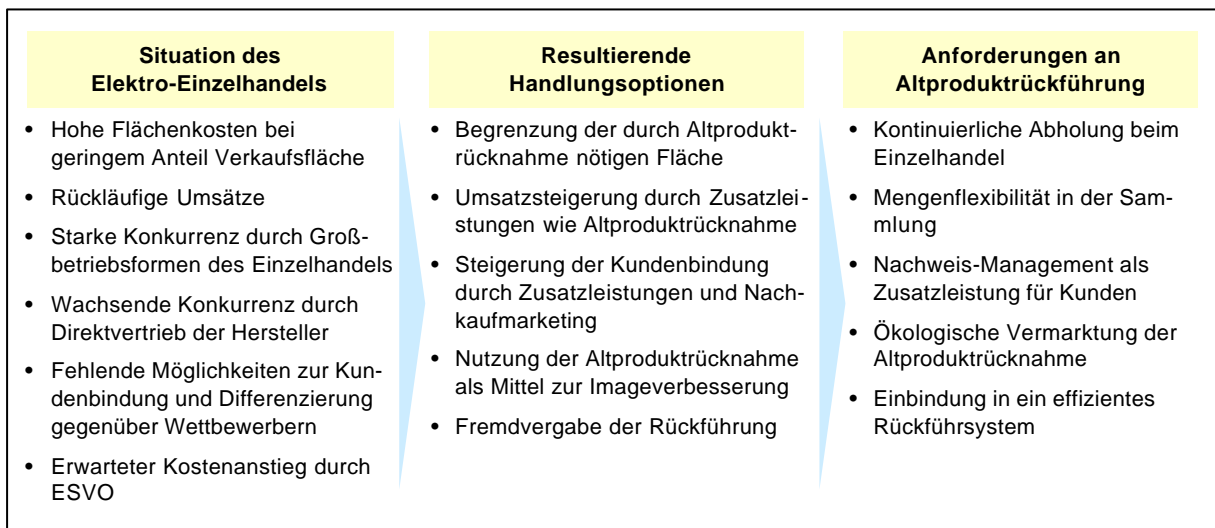 Situation des
Elektro-Einzelhandels
• Hohe Flächenkosten bei
geringem Anteil Verkaufsfläche
• Rückläufige Umsätze
• Starke Konkurrenz durch Groß-
betriebsformen des Einzelhandels
• Wachsende Konkurrenz durch
Direktvertrieb der Hersteller
• Fehlende Möglichkeiten zur Kun-
denbindung und Differenzierung
gegenüber Wettbewerbern
• Erwarteter Kostenanstieg durch
ESVO
Resultierende
Handlungsoptionen
• Begrenzung der durch Altprodukt-
rücknahme nötigen Fläche
• Umsatzsteigerung durch Zusatzlei-
stungen wie Altproduktrücknahme
• Steigerung der Kundenbindung
durch Zusatzleistungen und Nach-
kaufmarketing
• Nutzung der Altproduktrücknahme
als Mittel zur Imageverbesserung
• Fremdvergabe der Rückführung
Anforderungen an
Altproduktrückführung
• Kontinuierliche Abholung beim
Einzelhandel
• Mengenflexibilität in der Sam-
mlung
• Nachweis-Management als
Zusatzleistung für Kunden
• Ökologische Vermarktung der
Altproduktrücknahme
• Einbindung in ein effizientes
Rückführsystem